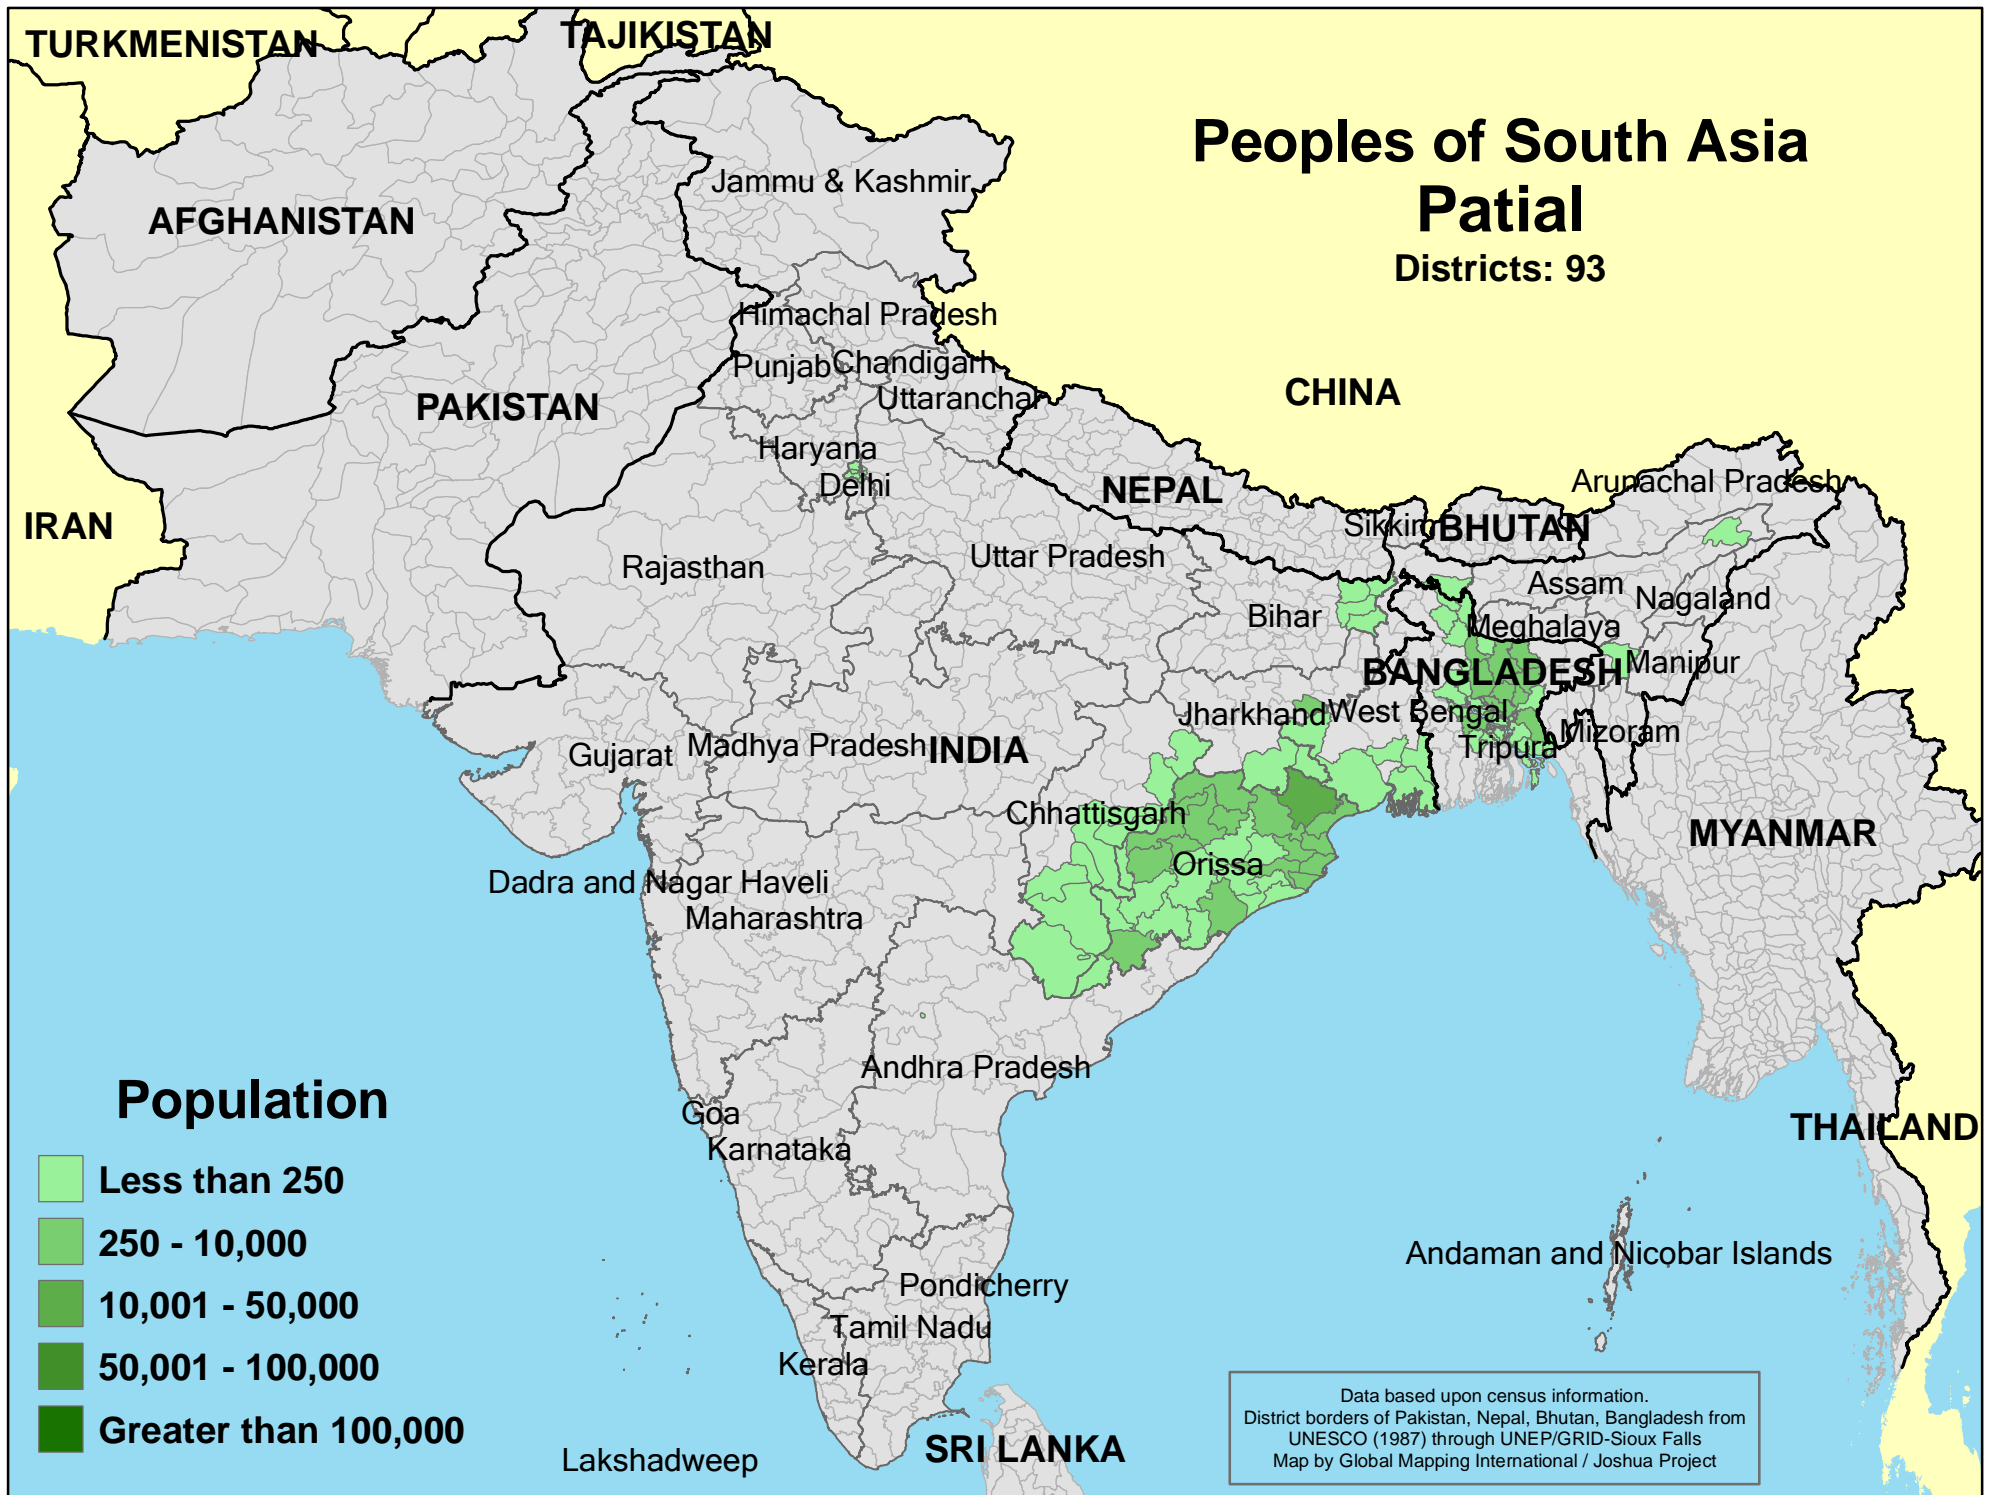 TURKMENISTAN
TAJIKISTAN
Peoples of South Asia
Patial
Districts: 93
Jammu & Kashmir
AFGHANISTAN
Himachal Pradesh
Punjab
Chandigarh
Uttaranchal
CHINA
PAKISTAN
Haryana
Delhi
NEPAL
Arunachal Pradesh
IRAN
Sikkim
BHUTAN
Rajasthan
Uttar Pradesh
Assam
Nagaland
Bihar
Meghalaya
BANGLADESH
Manipur
Jharkhand
West Bengal
Mizoram
Tripura
Gujarat
Madhya Pradesh
INDIA
Chhattisgarh
MYANMAR
Orissa
Dadra and Nagar Haveli
Maharashtra
Andhra Pradesh
Population
Goa
Karnataka
THAILAND
Less than 250
250 - 10,000
10,001 - 50,000
50,001 - 100,000
Greater than 100,000
Andaman and Nicobar Islands
Pondicherry
Tamil Nadu
Kerala
Lakshadweep
SRI LANKA
Data based upon census information.
District borders of Pakistan, Nepal, Bhutan, Bangladesh from
UNESCO (1987) through UNEP/GRID-Sioux Falls
Map by Global Mapping International / Joshua Project